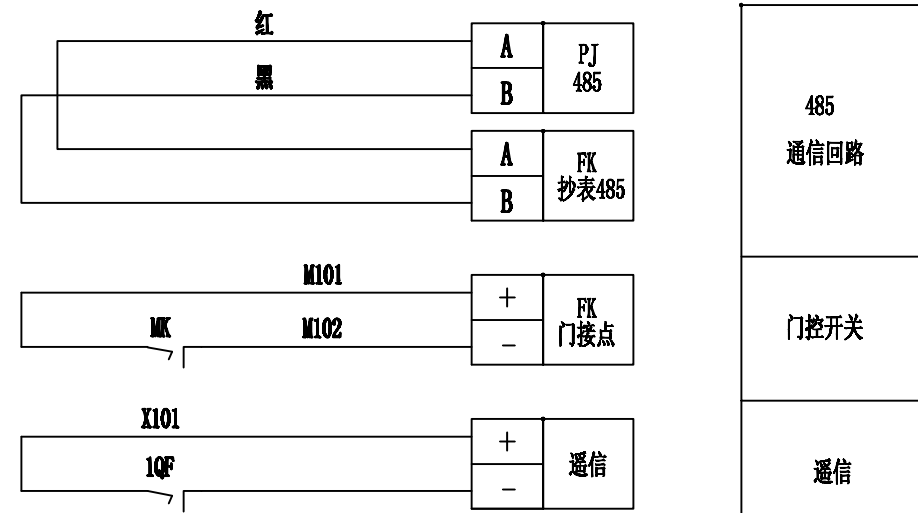 红
A
PJ
485
黑
B
485
通信回路
A
FK
抄表485
B
M101
+
FK
门接点
MK
M102
-
门控开关
X101
+
遥信
1QF
-
遥信